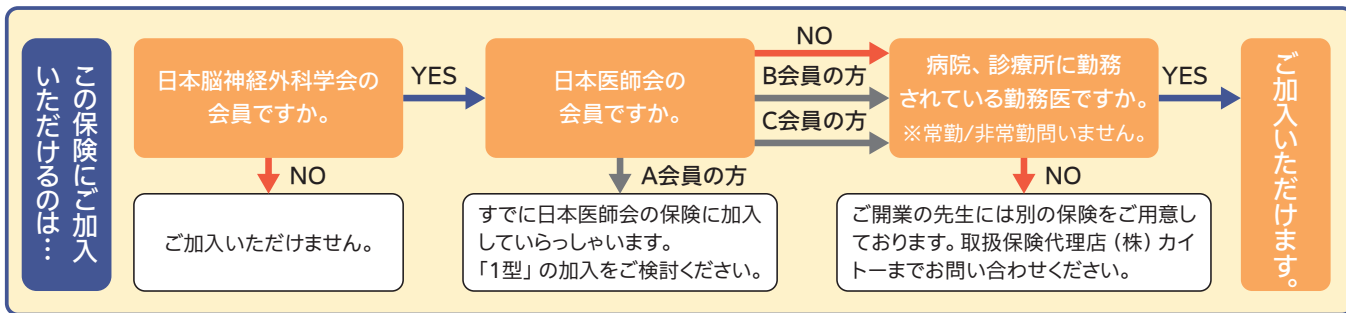 この保険にご加入
いただけるのは…
日本脳神経外科学会の
会員ですか。
YES
NO
ご加入いただけません。
日本医師会の
会員ですか。
NO
B会員の方
C会員の方
A会員の方
すでに日本医師会の保険に加入
していらっしゃいます。
「1型」の加入をご検討ください。
病院、診療所に勤務
されている勤務医ですか。
※常勤/非常勤問いません。
YES
NO
ご開業の先生には別の保険をご用意し
ております。取扱保険代理店(株)カイ
トーまでお問い合わせください。
ご加入いただけます。